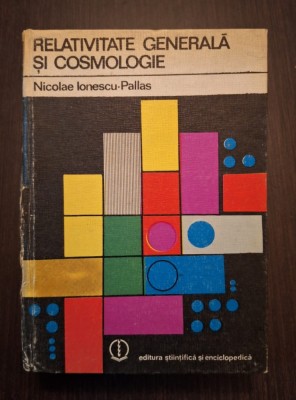 RELATIVITATE GENERALĂ
ȘI COSMOLOGIE
Nicolae Ionescu-Pallas
editura științifică și enciclopedică